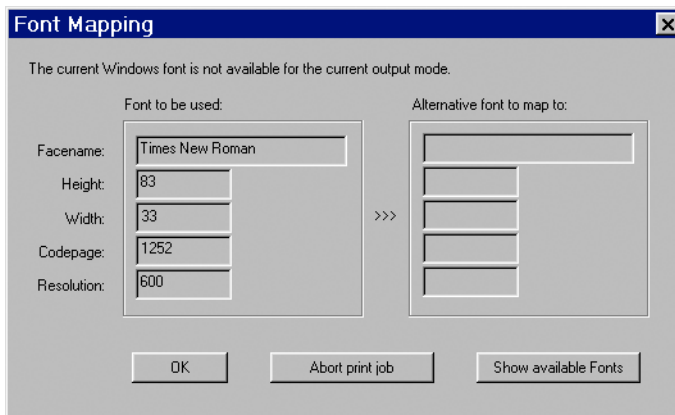 Font Mapping
The current Windows font is not available for the current output mode.
Font to be used: Alternative font to map to:
Facename: Times New Roman
Height: 83
Width: 33 >>>
Codepage: 1252
Resolution: 600
OK Abort print job Show available Fonts